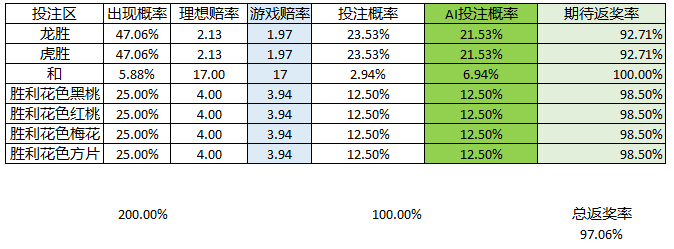 投注区 出现概率 理想赔率 游戏赔率 投注概率 AI投注概率 期待返奖率
龙胜 47.06% 2.13 1.97 23.53% 21.53% 92.71%
虎胜 47.06% 2.13 1.97 23.53% 21.53% 92.71%
和 5.88% 17.00 17 2.94% 6.94% 100.00%
胜利花色黑桃 25.00% 4.00 3.94 12.50% 12.50% 98.50%
胜利花色红桃 25.00% 4.00 3.94 12.50% 12.50% 98.50%
胜利花色梅花 25.00% 4.00 3.94 12.50% 12.50% 98.50%
胜利花色方片 25.00% 4.00 3.94 12.50% 12.50% 98.50%
200.00% 100.00% 总返奖率
97.06%